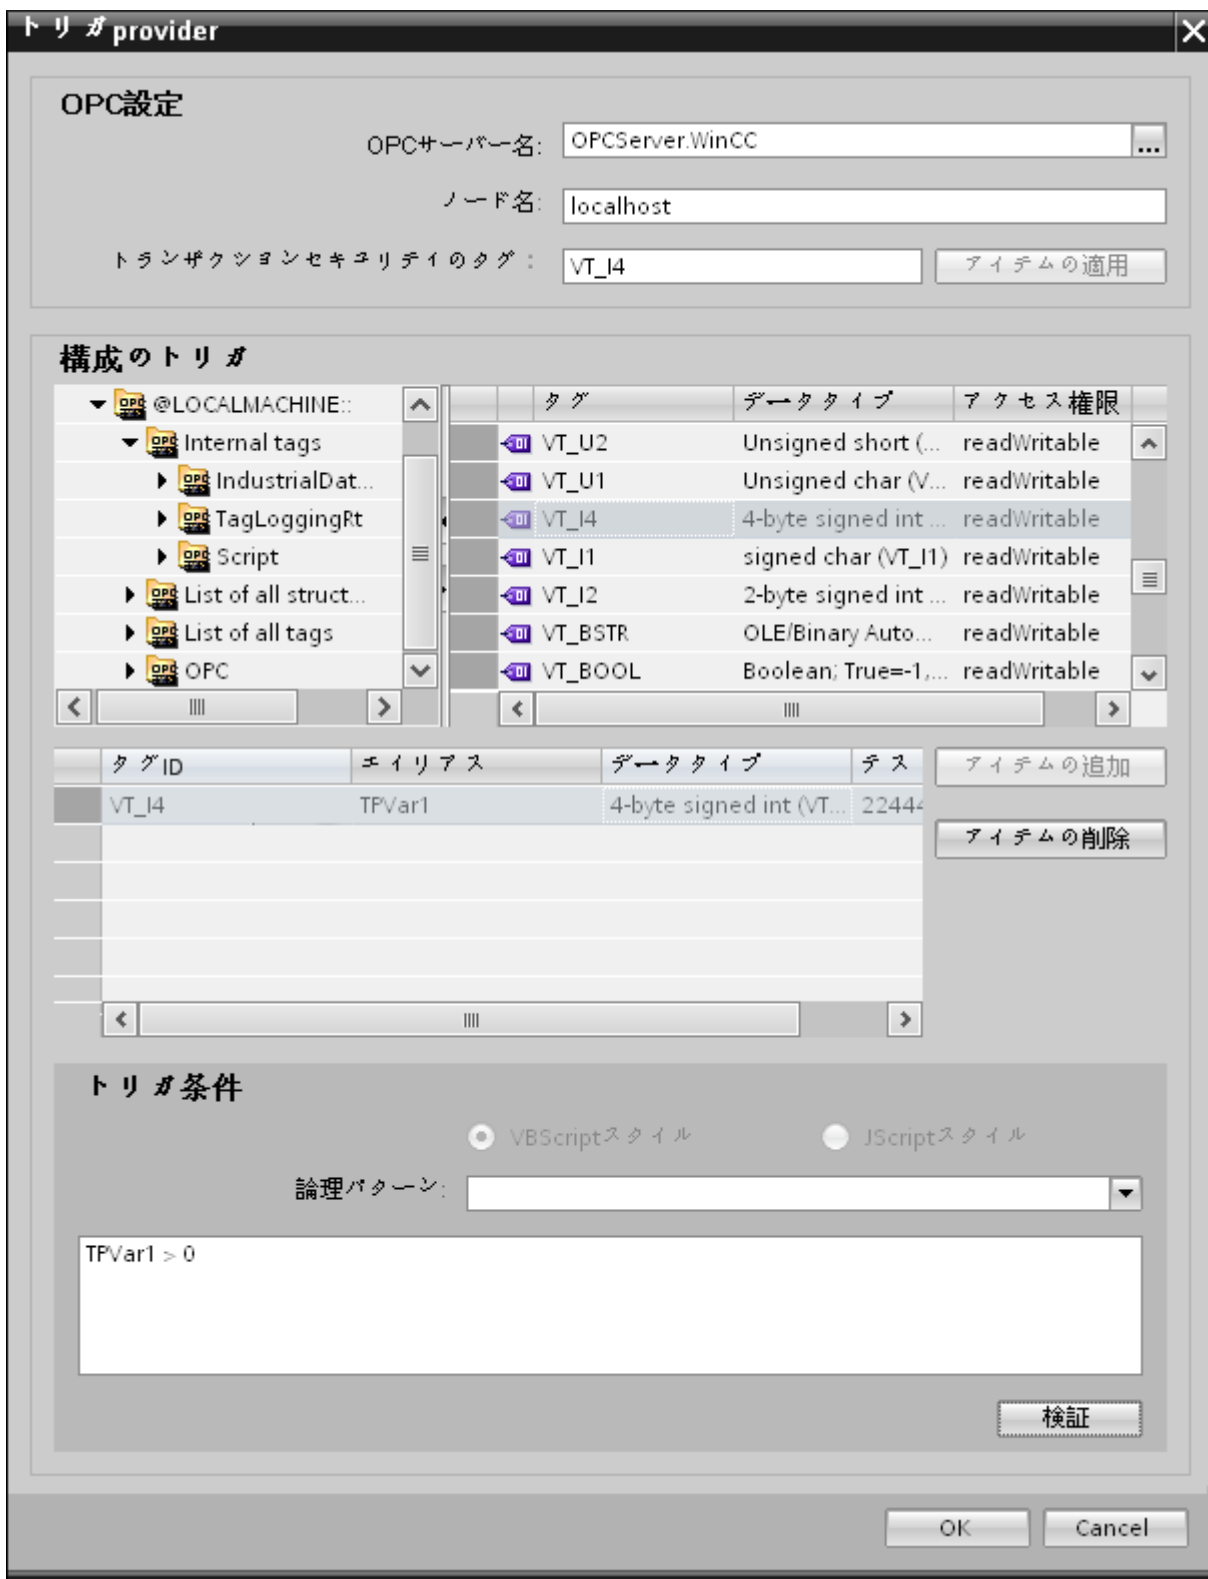 トリガprovider
OPC設定
OPCサーバー名: OPCServer.WinCC ...
ノード名: localhost
トランザクションセキュリティのタグ: VT_I4 アイテムの適用
構成のトリガ
@LOCALMACHINE::
Internal tags
IndustrialDat...
TagLoggingRt
Script
List of all struct...
List of all tags
OPC
タグ データタイプ アクセス権限
VT_U2 Unsigned short (... readWritable
VT_U1 Unsigned char (V... readWritable
VT_I4 4-byte signed int ... readWritable
VT_I1 signed char (VT_I1) readWritable
VT_I2 2-byte signed int ... readWritable
VT_BSTR OLE/Binary Auto... readWritable
VT_BOOL Boolean; True=-1,... readWritable
タグID エイリアス データタイプ テス
VT_I4 TPVar1 4-byte signed int (VT... 22444
アイテムの追加
アイテムの削除
トリガ条件
VBScriptスタイル JScriptスタイル
論理パターン:
TPVar1 > 0
検証
OK Cancel